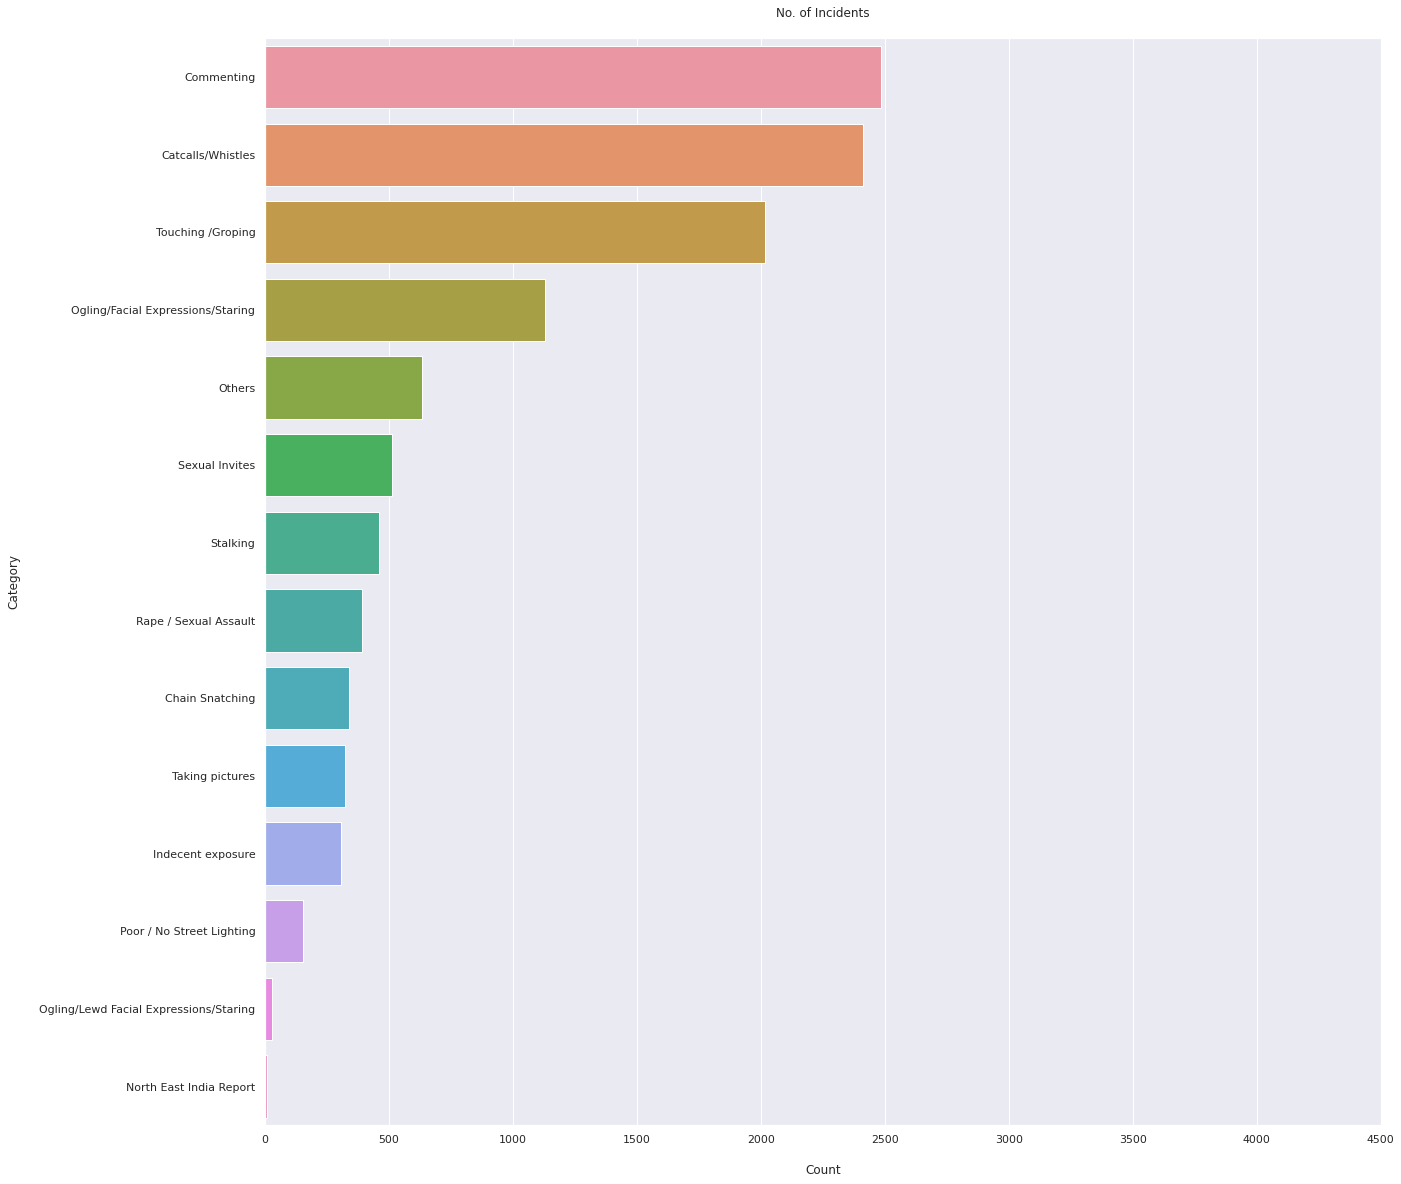 No. of Incidents
Commenting
Catcalls/Whistles
Touching /Groping
Ogling/Facial Expressions/Staring
Others
Sexual Invites
Stalking
Category
Rape / Sexual Assault
Chain Snatching
Taking pictures
Indecent exposure
Poor / No Street Lighting
Ogling/Lewd Facial Expressions/Staring
North East India Report
0 500 1000 1500 2000 2500 3000 3500 4000 4500
Count